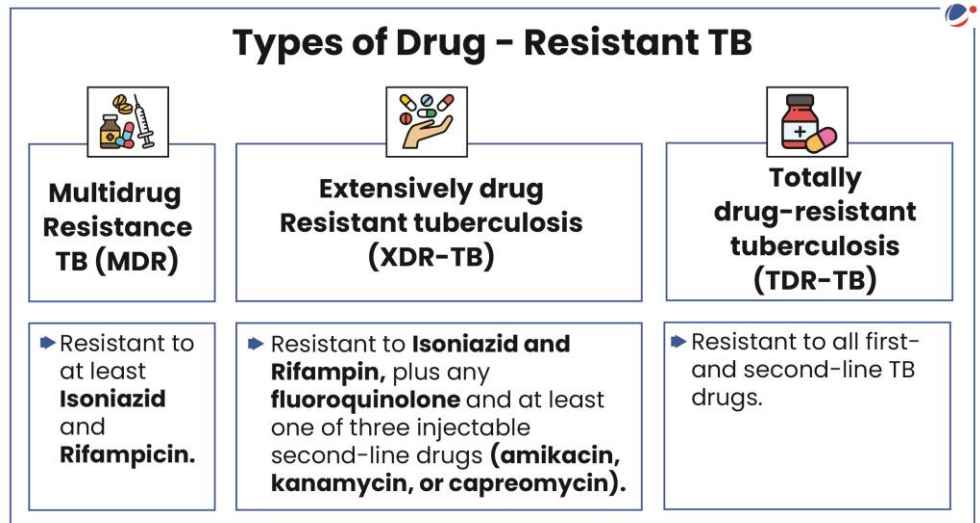 Types of Drug - Resistant TB
Multidrug
Resistance
TB (MDR)
Extensively drug
Resistant tuberculosis
(XDR-TB)
Totally
drug-resistant
tuberculosis
(TDR-TB)
Resistant to
at least
Isoniazid
and
Rifampicin.
Resistant to Isoniazid and
Rifampin, plus any
fluoroquinolone and at least
one of three injectable
second-line drugs (amikacin,
kanamycin, or capreomycin).
Resistant to all first-
and second-line TB
drugs.